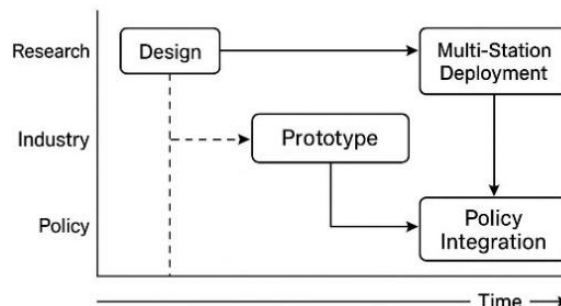 Research
Design
Multi-Station
Deployment
Industry
Prototype
Policy
Policy
Integration
Time